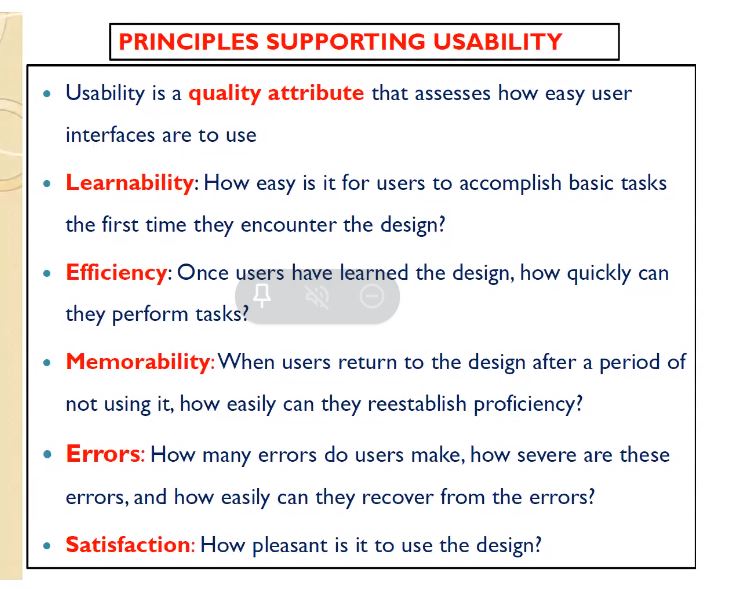 PRINCIPLES SUPPORTING USABILITY
• Usability is a quality attribute that assesses how easy user
interfaces are to use
• Learnability: How easy is it for users to accomplish basic tasks
the first time they encounter the design?
• Efficiency: Once users have learned the design, how quickly can
they perform tasks?
• Memorability: When users return to the design after a period of
not using it, how easily can they reestablish proficiency?
• Errors: How many errors do users make, how severe are these
errors, and how easily can they recover from the errors?
• Satisfaction: How pleasant is it to use the design?